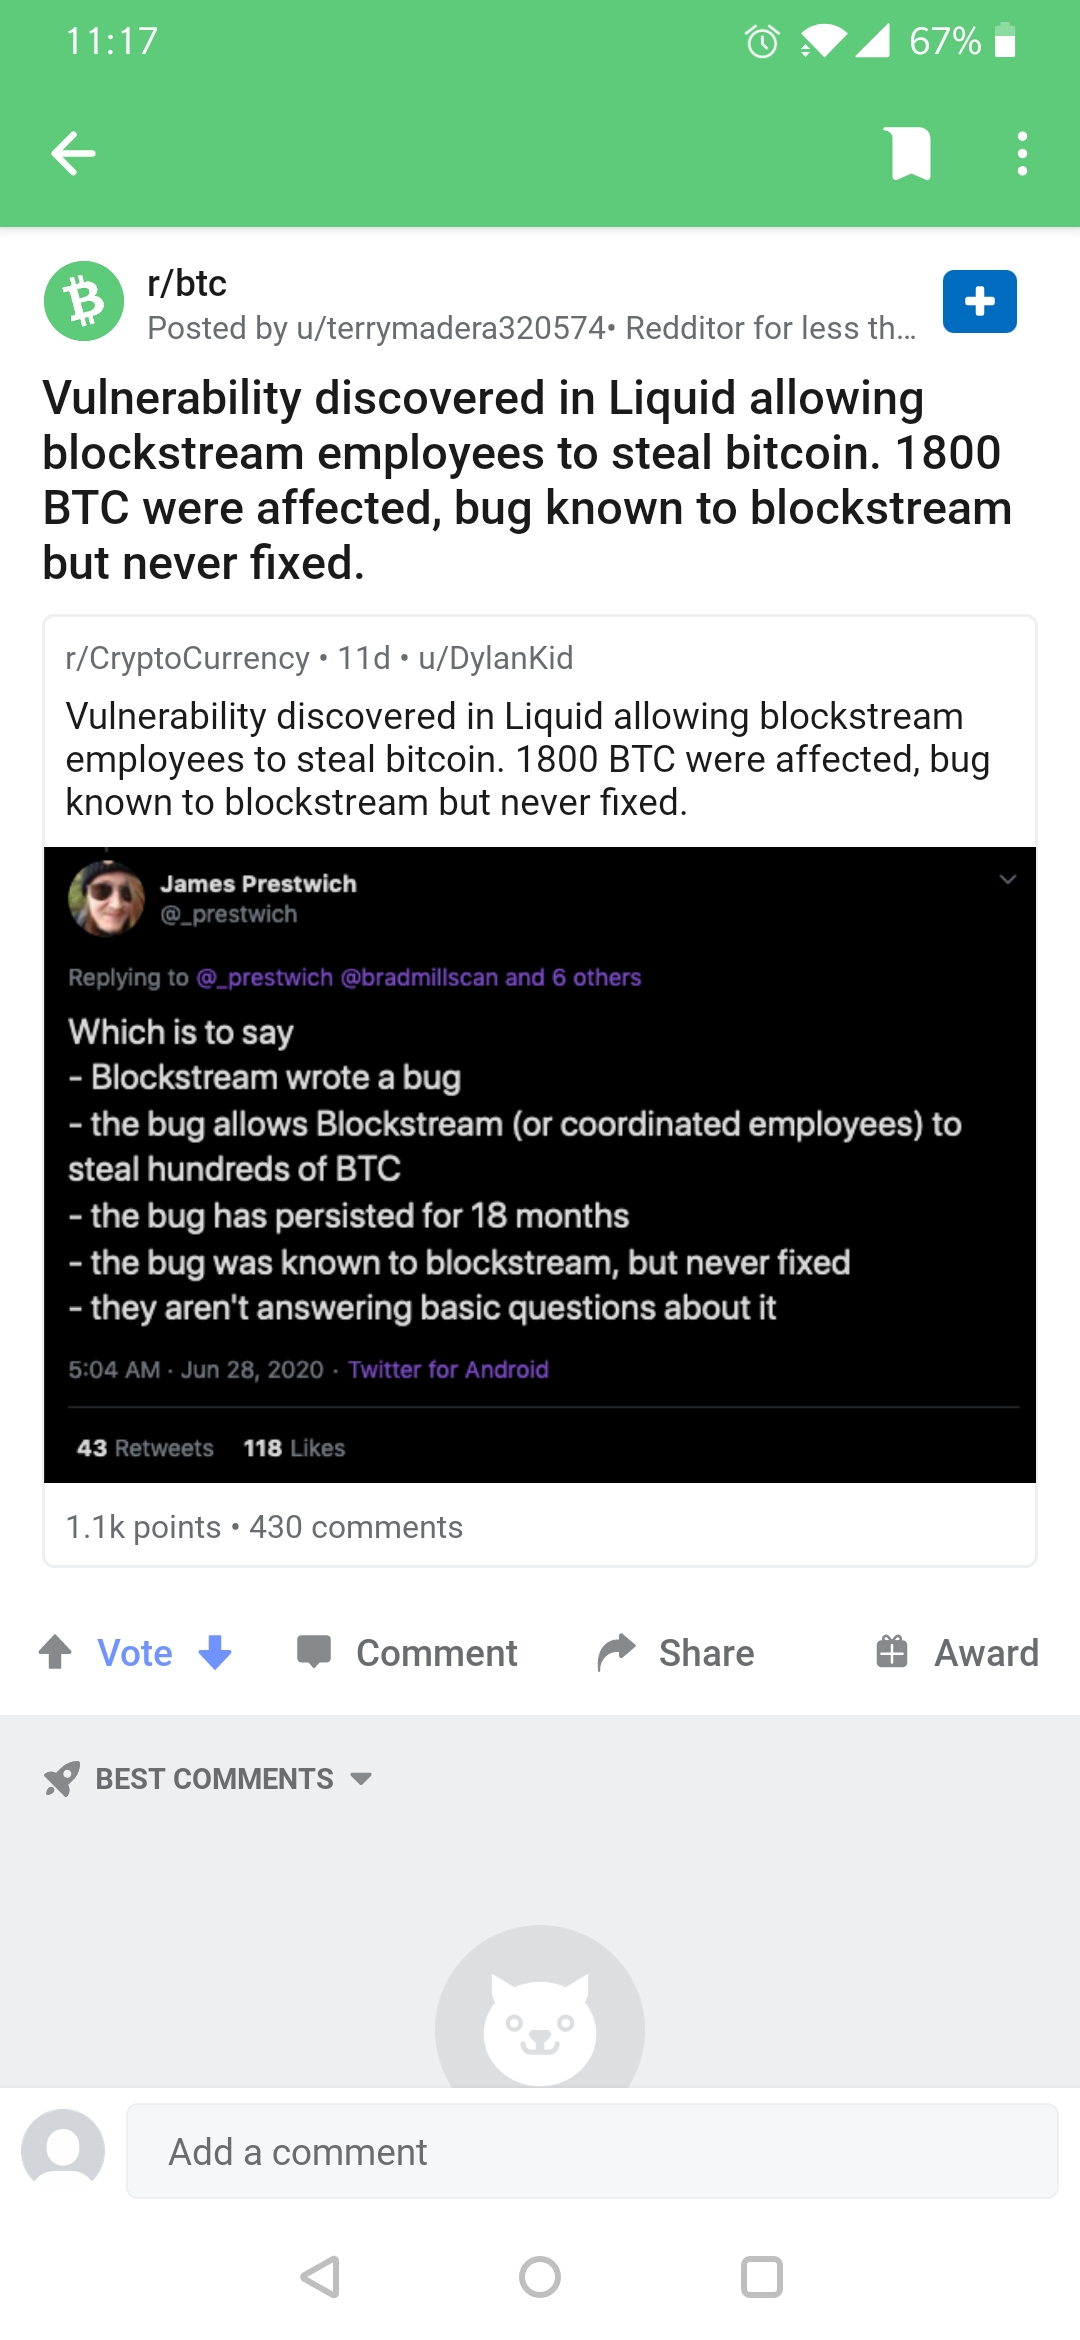 11:17
67%
r/btc
Posted by u/terrymadera320574• Redditor for less th...
Vulnerability discovered in Liquid allowing
blockstream employees to steal bitcoin. 1800
BTC were affected, bug known to blockstream
but never fixed.
r/CryptoCurrency • 11d • u/DylanKid
Vulnerability discovered in Liquid allowing blockstream
employees to steal bitcoin. 1800 BTC were affected, bug
known to blockstream but never fixed.
James Prestwich
@_prestwich
Replying to @_prestwich @bradmillscan and 6 others
Which is to say
- Blockstream wrote a bug
- the bug allows Blockstream (or coordinated employees) to
steal hundreds of BTC
- the bug has persisted for 18 months
- the bug was known to blockstream, but never fixed
- they aren't answering basic questions about it
5:04 AM · Jun 28, 2020 · Twitter for Android
43 Retweets 118 Likes
1.1k points • 430 comments
Vote Comment Share Award
BEST COMMENTS
Add a comment